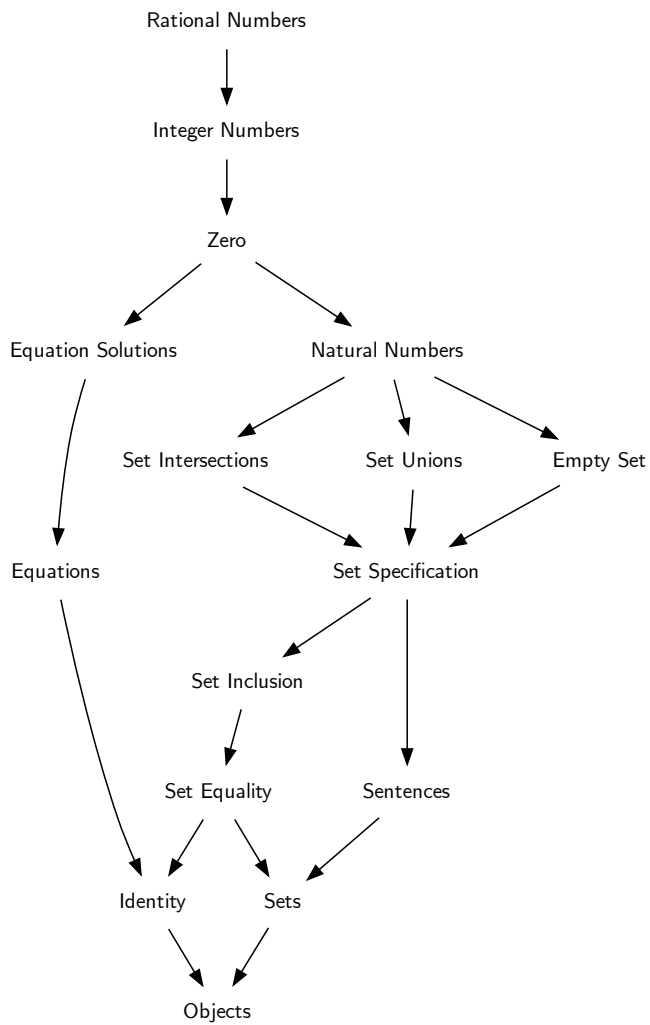 Rational Numbers
Integer Numbers
Zero
Equation Solutions
Natural Numbers
Set Intersections
Set Unions
Empty Set
Equations
Set Specification
Set Inclusion
Set Equality
Sentences
Identity
Sets
Objects